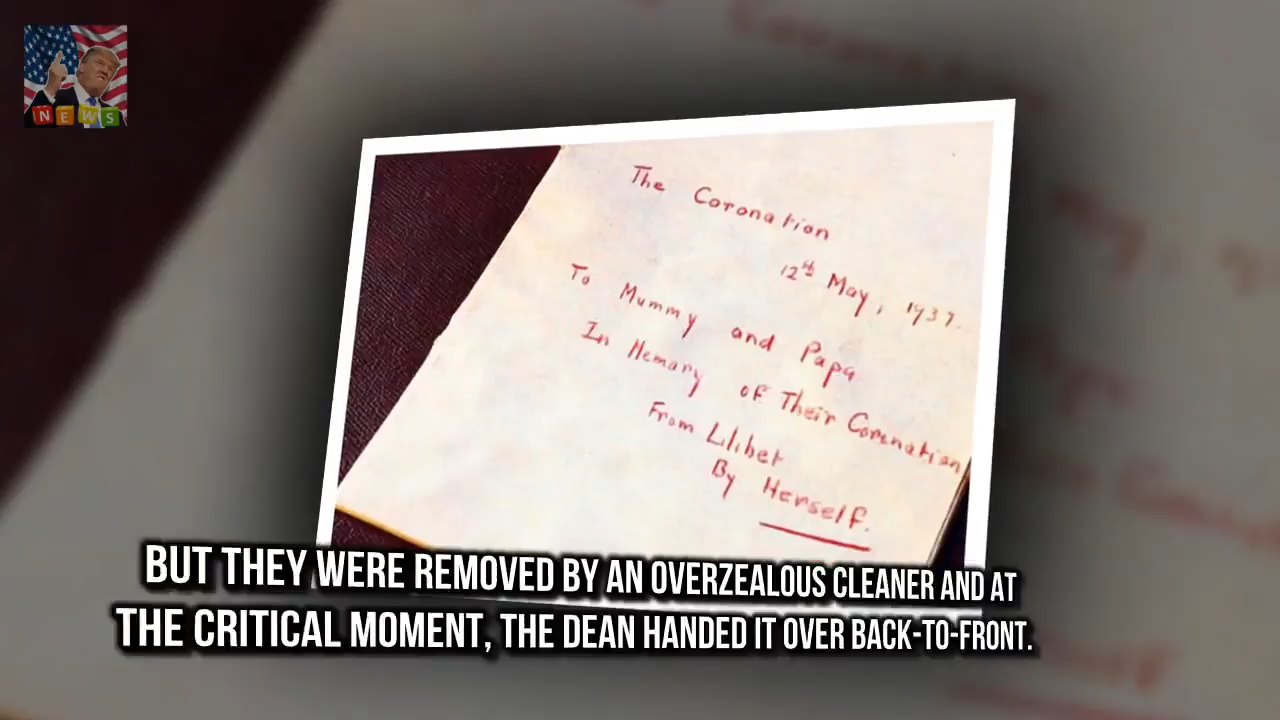 NEWS
The Coronation
12th May, 1937.
To Mummy and Papa
In Memary of Their Coronation
From Lilibet
By Herself.
BUT THEY WERE REMOVED BY AN OVERZEALOUS CLEANER AND AT
THE CRITICAL MOMENT, THE DEAN HANDED IT OVER BACK-TO-FRONT.